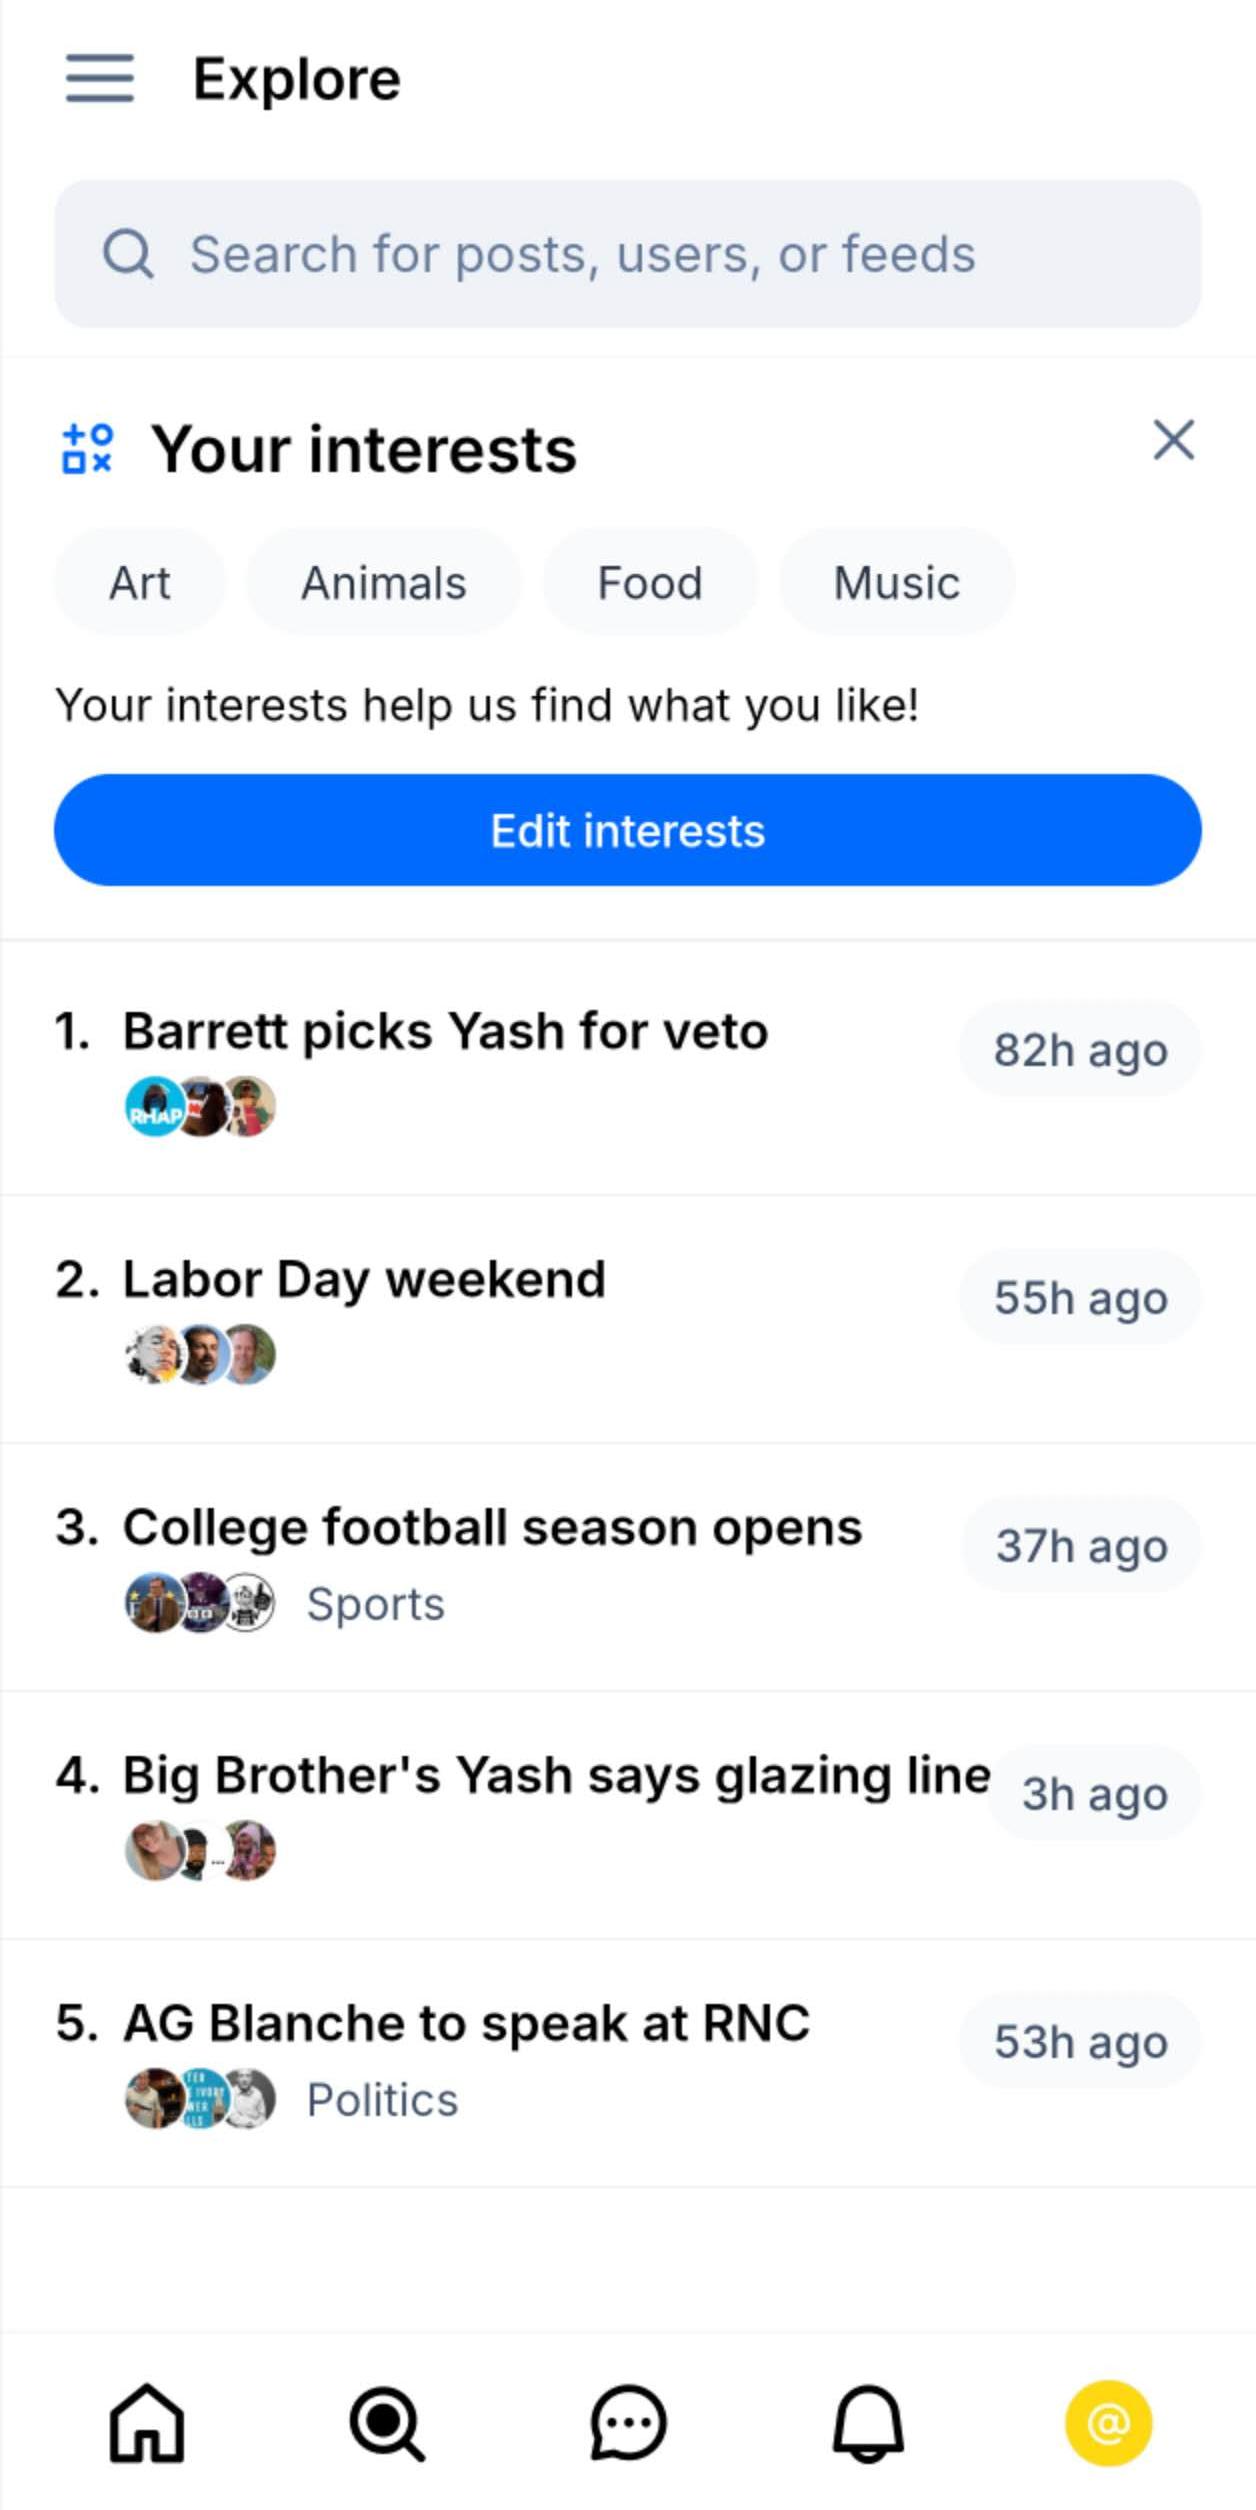 Explore
Search for posts, users, or feeds
Your interests
Art Animals Food Music
Your interests help us find what you like!
Edit interests
1. Barrett picks Yash for veto
82h ago
RHAP
2. Labor Day weekend
55h ago
3. College football season opens
37h ago
Sports
4. Big Brother's Yash says glazing line
3h ago
...
5. AG Blanche to speak at RNC
53h ago
Politics
@